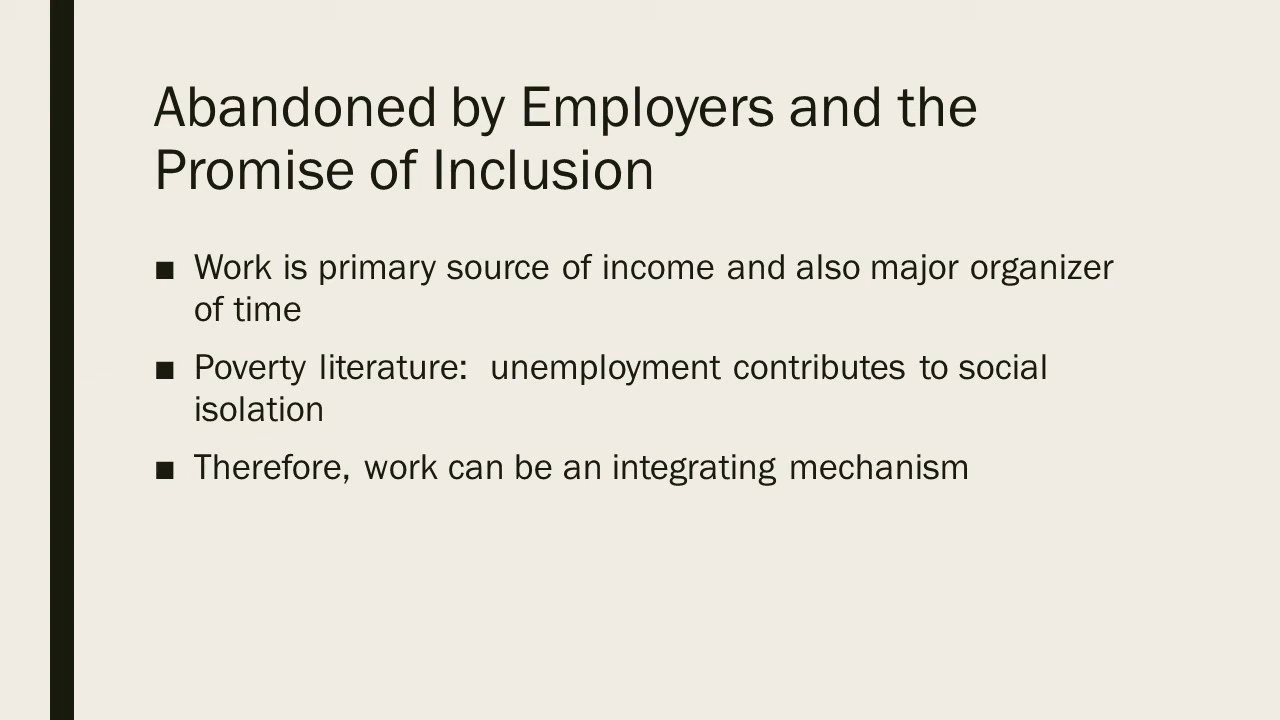 Abandoned by Employers and the
Promise of Inclusion
■ Work is primary source of income and also major organizer
of time
■ Poverty literature:  unemployment contributes to social
isolation
■ Therefore, work can be an integrating mechanism